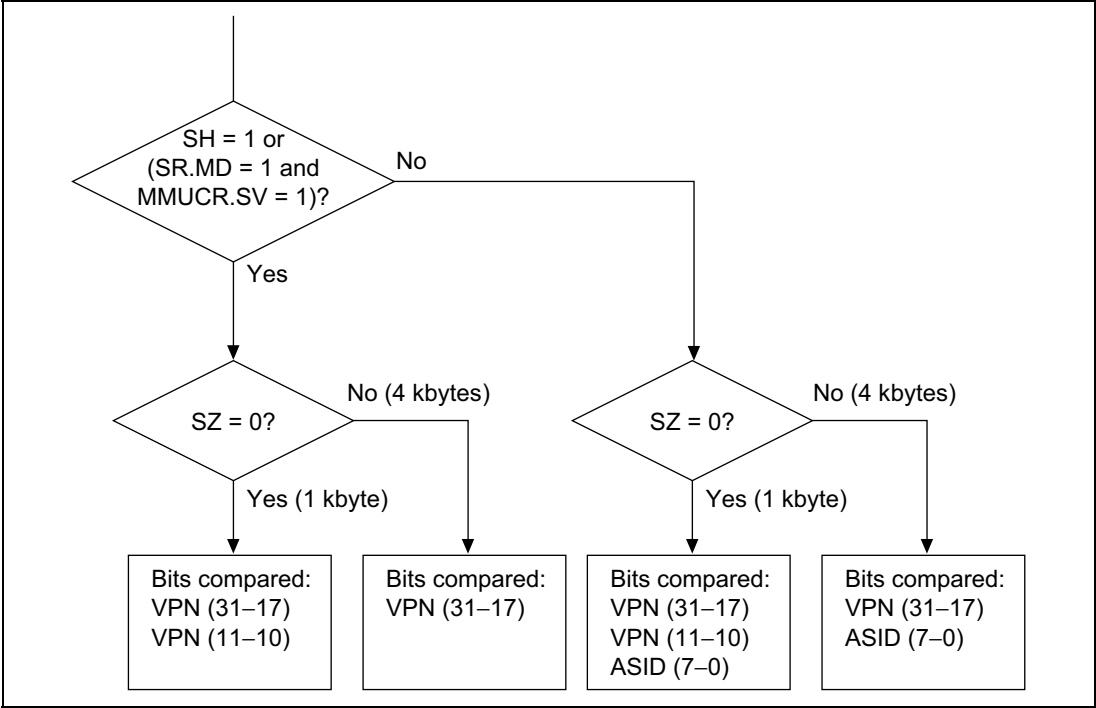 SH = 1 or
(SR.MD = 1 and
MMUCR.SV = 1)?
No
Yes
SZ = 0?
No (4 kbytes)
Yes (1 kbyte)
SZ = 0?
No (4 kbytes)
Yes (1 kbyte)
Bits compared:
VPN (31–17)
VPN (11–10)
Bits compared:
VPN (31–17)
Bits compared:
VPN (31–17)
VPN (11–10)
ASID (7–0)
Bits compared:
VPN (31–17)
ASID (7–0)